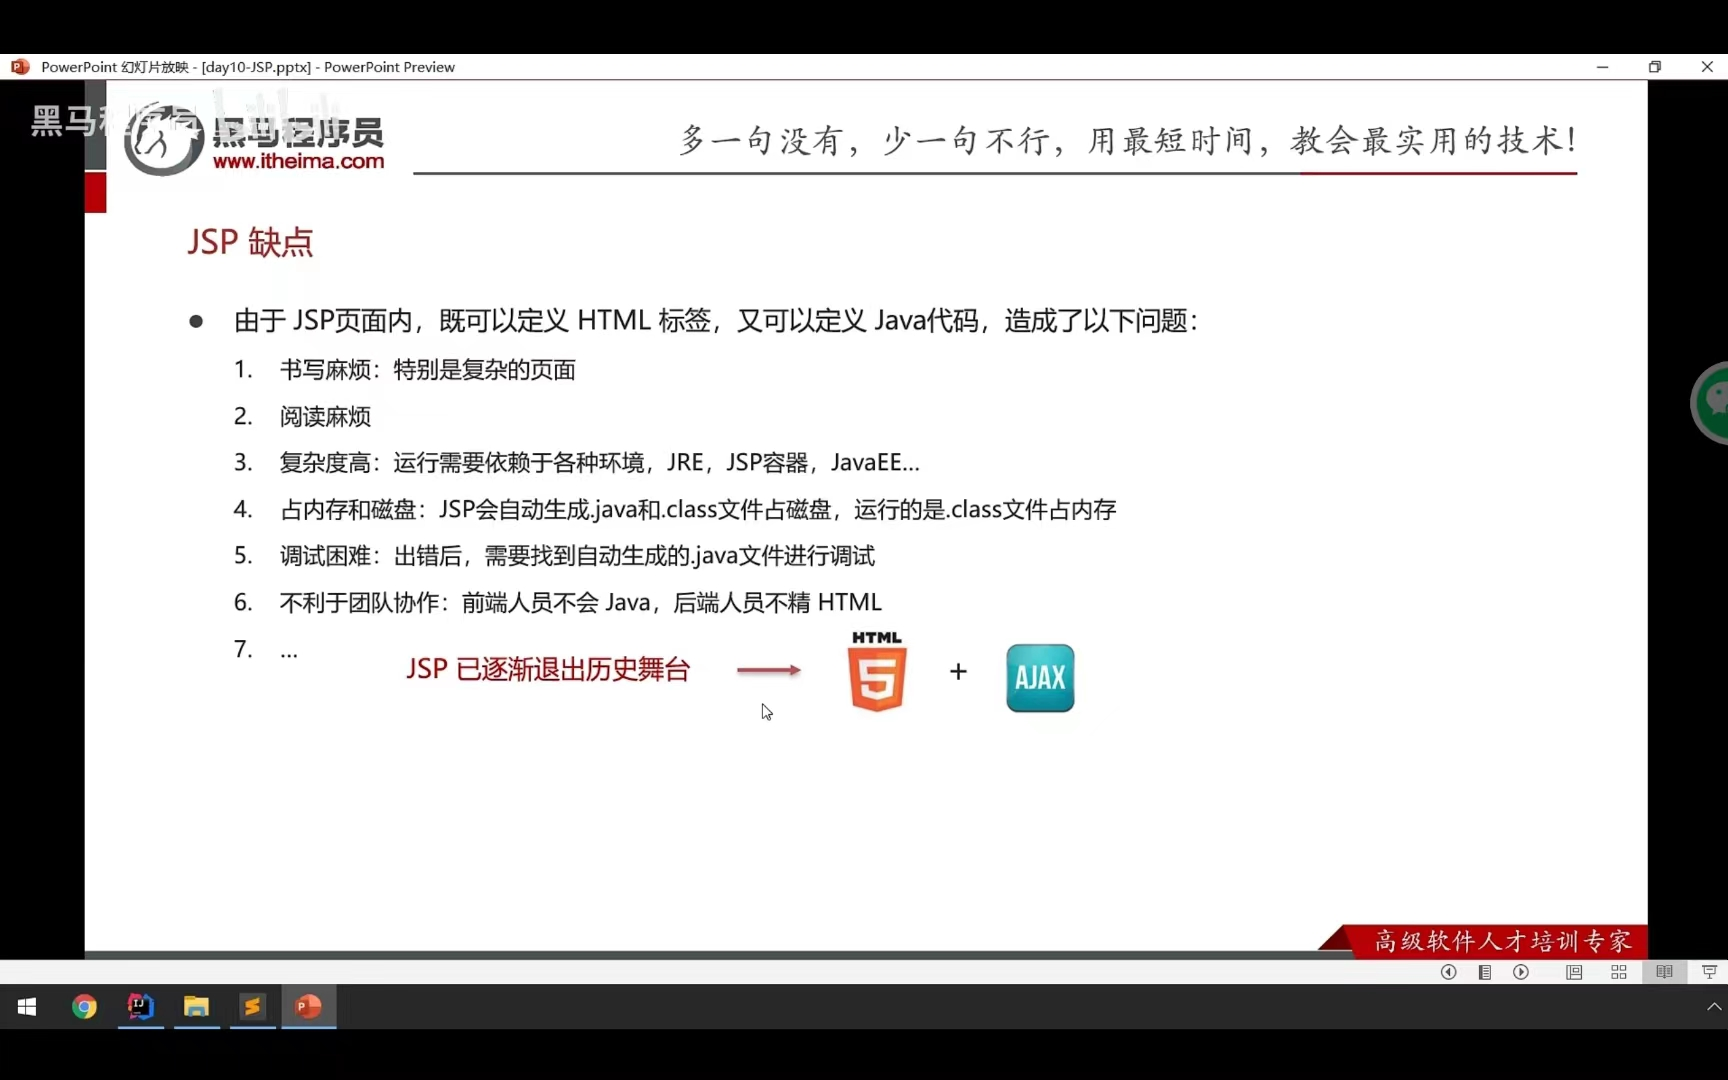 PowerPoint 幻灯片放映 - [day10-JSP.pptx] - PowerPoint Preview
黑马程序员
黑马程序员
www.itheima.com
多一句没有，少一句不行，用最短时间，教会最实用的技术！
JSP 缺点
● 由于 JSP页面内，既可以定义 HTML 标签，又可以定义 Java代码，造成了以下问题：
1. 书写麻烦：特别是复杂的页面
2. 阅读麻烦
3. 复杂度高：运行需要依赖于各种环境，JRE，JSP容器，JavaEE...
4. 占内存和磁盘：JSP会自动生成.java和.class文件占磁盘，运行的是.class文件占内存
5. 调试困难：出错后，需要找到自动生成的.java文件进行调试
6. 不利于团队协作：前端人员不会 Java，后端人员不精 HTML
7. ...
JSP 已逐渐退出历史舞台
HTML
5
+
AJAX
高级软件人才培训专家